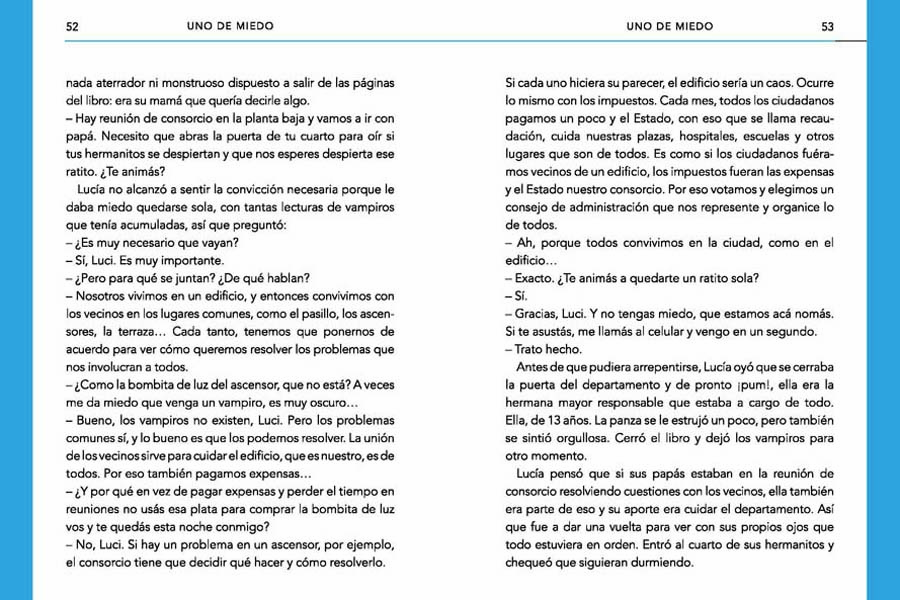 52 UNO DE MIEDO
nada aterrador ni monstruoso dispuesto a salir de las páginas
del libro: era su mamá que quería decirle algo.
– Hay reunión de consorcio en la planta baja y vamos a ir con
papá. Necesito que abras la puerta de tu cuarto para oír si
tus hermanitos se despiertan y que nos esperes despierta ese
ratito. ¿Te animás?
Lucía no alcanzó a sentir la convicción necesaria porque le
daba miedo quedarse sola, con tantas lecturas de vampiros
que tenía acumuladas, así que preguntó:
– ¿Es muy necesario que vayan?
– Sí, Luci. Es muy importante.
– ¿Pero para qué se juntan? ¿De qué hablan?
– Nosotros vivimos en un edificio, y entonces convivimos con
los vecinos en los lugares comunes, como el pasillo, los ascen-
sores, la terraza... Cada tanto, tenemos que ponernos de
acuerdo para ver cómo queremos resolver los problemas que
nos involucran a todos.
– ¿Como la bombita de luz del ascensor, que no está? A veces
me da miedo que venga un vampiro, es muy oscuro...
– Bueno, los vampiros no existen, Luci. Pero los problemas
comunes sí, y lo bueno es que los podemos resolver. La unión
de los vecinos sirve para cuidar el edificio, que es nuestro, es de
todos. Por eso también pagamos expensas...
– ¿Y por qué en vez de pagar expensas y perder el tiempo en
reuniones no usás esa plata para comprar la bombita de luz
vos y te quedás esta noche conmigo?
– No, Luci. Si hay un problema en un ascensor, por ejemplo,
el consorcio tiene que decidir qué hacer y cómo resolverlo.
UNO DE MIEDO 53
Si cada uno hiciera su parecer, el edificio sería un caos. Ocurre
lo mismo con los impuestos. Cada mes, todos los ciudadanos
pagamos un poco y el Estado, con eso que se llama recau-
dación, cuida nuestras plazas, hospitales, escuelas y otros
lugares que son de todos. Es como si los ciudadanos fuéra-
mos vecinos de un edificio, los impuestos fueran las expensas
y el Estado nuestro consorcio. Por eso votamos y elegimos un
consejo de administración que nos represente y organice lo
de todos.
– Ah, porque todos convivimos en la ciudad, como en el
edificio...
– Exacto. ¿Te animás a quedarte un ratito sola?
– Sí.
– Gracias, Luci. Y no tengas miedo, que estamos acá nomás.
Si te asustás, me llamás al celular y vengo en un segundo.
– Trato hecho.
Antes de que pudiera arrepentirse, Lucía oyó que se cerraba
la puerta del departamento y de pronto ¡pum!, ella era la
hermana mayor responsable que estaba a cargo de todo.
Ella, de 13 años. La panza se le estrujó un poco, pero también
se sintió orgullosa. Cerró el libro y dejó los vampiros para
otro momento.
Lucía pensó que si sus papás estaban en la reunión de
consorcio resolviendo cuestiones con los vecinos, ella también
era parte de eso y su aporte era cuidar el departamento. Así
que fue a dar una vuelta para ver con sus propios ojos que
todo estuviera en orden. Entró al cuarto de sus hermanitos y
chequeó que siguieran durmiendo.